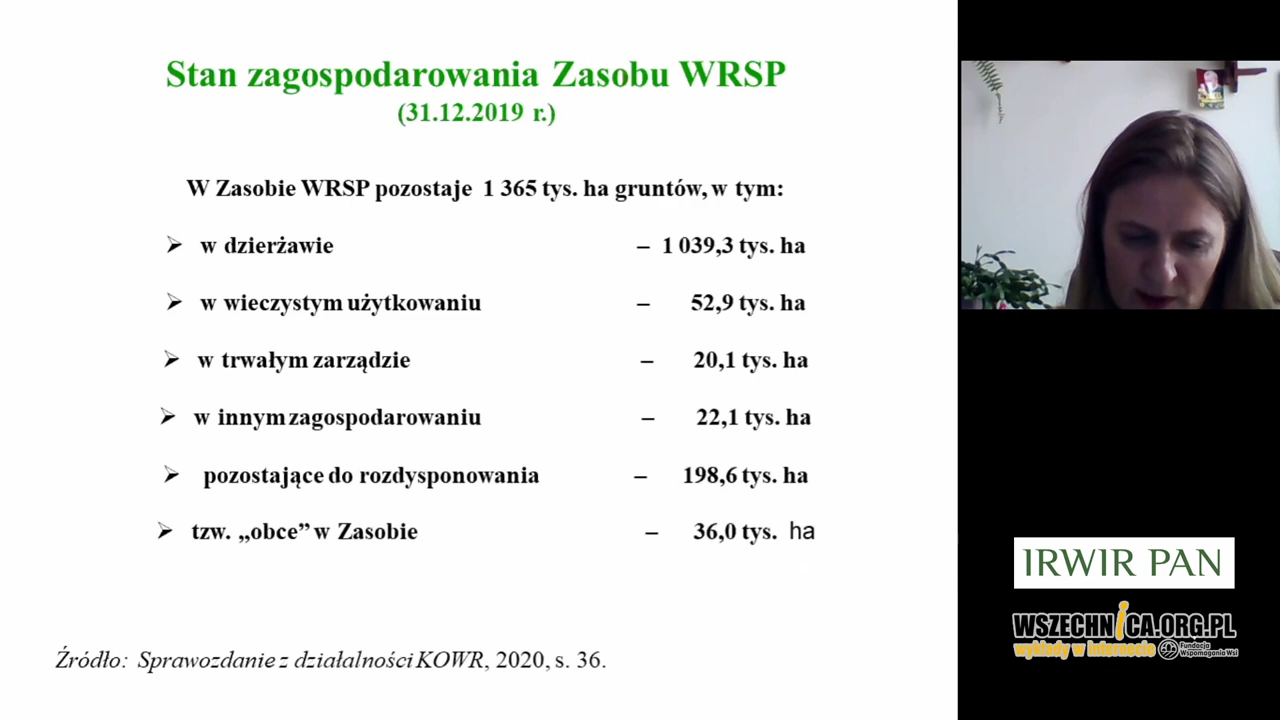 Stan zagospodarowania Zasobu WRSP
(31.12.2019 r.)
W Zasobie WRSP pozostaje 1 365 tys. ha gruntów, w tym:
➢ w dzierżawie – 1 039,3 tys. ha
➢ w wieczystym użytkowaniu – 52,9 tys. ha
➢ w trwałym zarządzie – 20,1 tys. ha
➢ w innym zagospodarowaniu – 22,1 tys. ha
➢ pozostające do rozdysponowania – 198,6 tys. ha
➢ tzw. „obce” w Zasobie – 36,0 tys. ha
Źródło: Sprawozdanie z działalności KOWR, 2020, s. 36.
IRWIR PAN
WSZECHNICA.ORG.PL
wykłady w internecie
Fundacja
Wspomagania Wsi